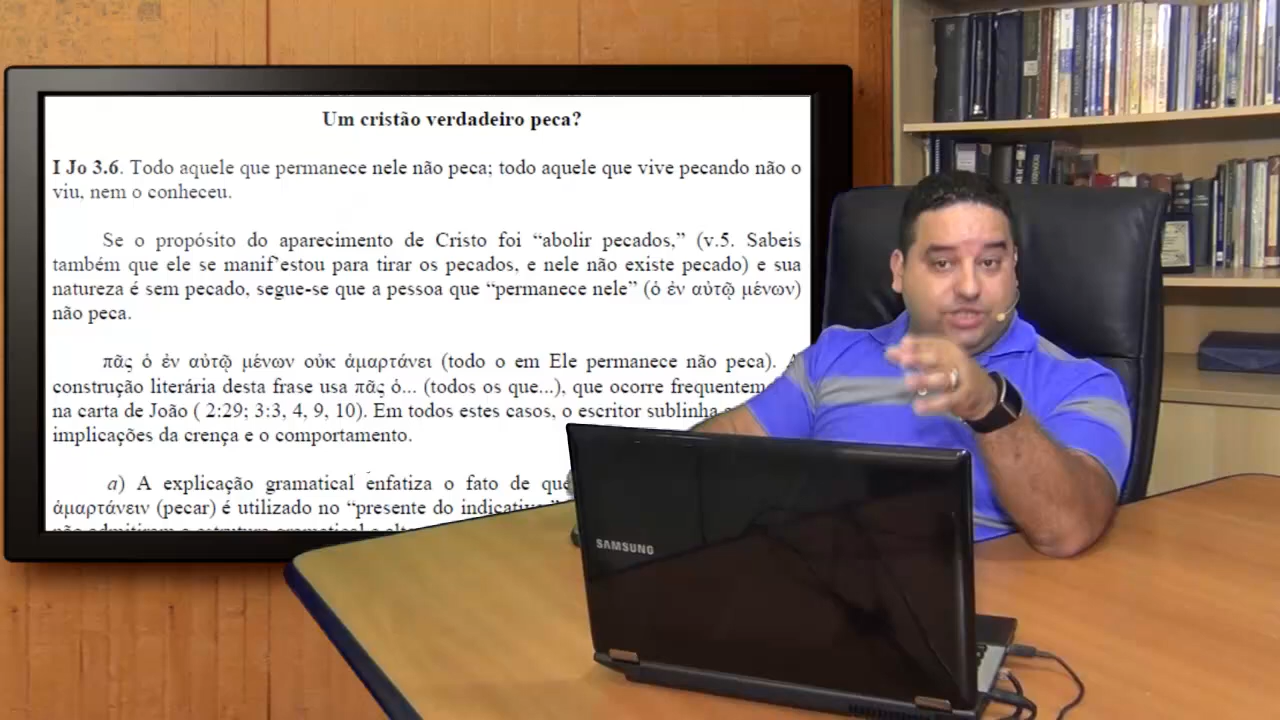 Um cristão verdadeiro peca?
I Jo 3.6. Todo aquele que permanece nele não peca; todo aquele que vive pecando não o
viu, nem o conheceu.
Se o propósito do aparecimento de Cristo foi “abolir pecados,” (v.5. Sabeis
também que ele se manifestou para tirar os pecados, e nele não existe pecado) e sua
natureza é sem pecado, segue-se que a pessoa que “permanece nele” (ὁ ἐν αὐτῷ μένων)
não peca.
πᾶς ὁ ἐν αὐτῷ μένων οὐκ ἁμαρτάνει (todo o em Ele permanece não peca). A
construção literária desta frase usa πᾶς ὁ... (todos os que...), que ocorre
na carta de João ( 2:29; 3:3, 4, 9, 10). Em todos estes casos, o escritor sublinha
implicações da crença e o comportamento.
a) A explicação gramatical enfatiza o fato de
ἁμαρτάνειν (pecar) é utilizado no “presente do
SAMSUNG